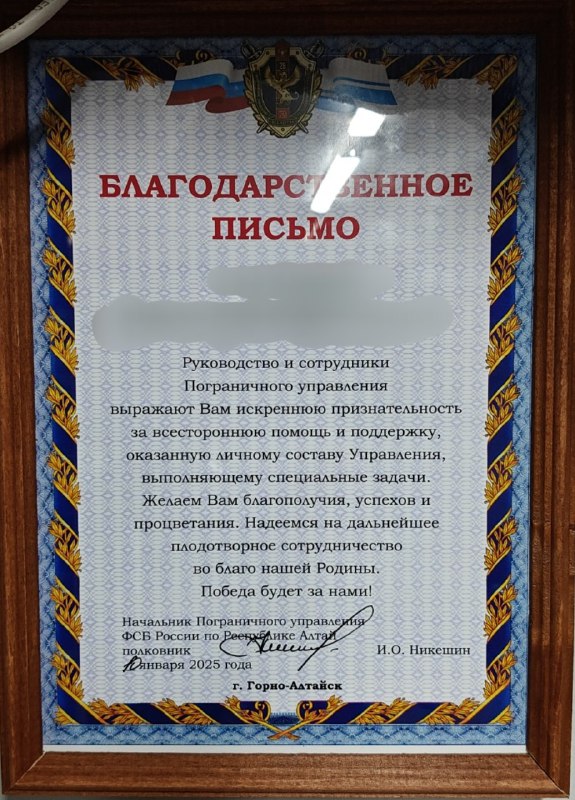 БЛАГОДАРСТВЕННОЕ
ПИСЬМО
Руководство и сотрудники
Пограничного управления
выражают Вам искреннюю признательность
за всестороннюю помощь и поддержку,
оказанную личному составу Управления,
выполняющему специальные задачи.
Желаем Вам благополучия, успехов и
процветания. Надеемся на дальнейшее
плодотворное сотрудничество
во благо нашей Родины.
Победа будет за нами!
Начальник Пограничного управления
ФСБ России по Республике Алтай
полковник И.О. Никешин
января 2025 года
г. Горно-Алтайск